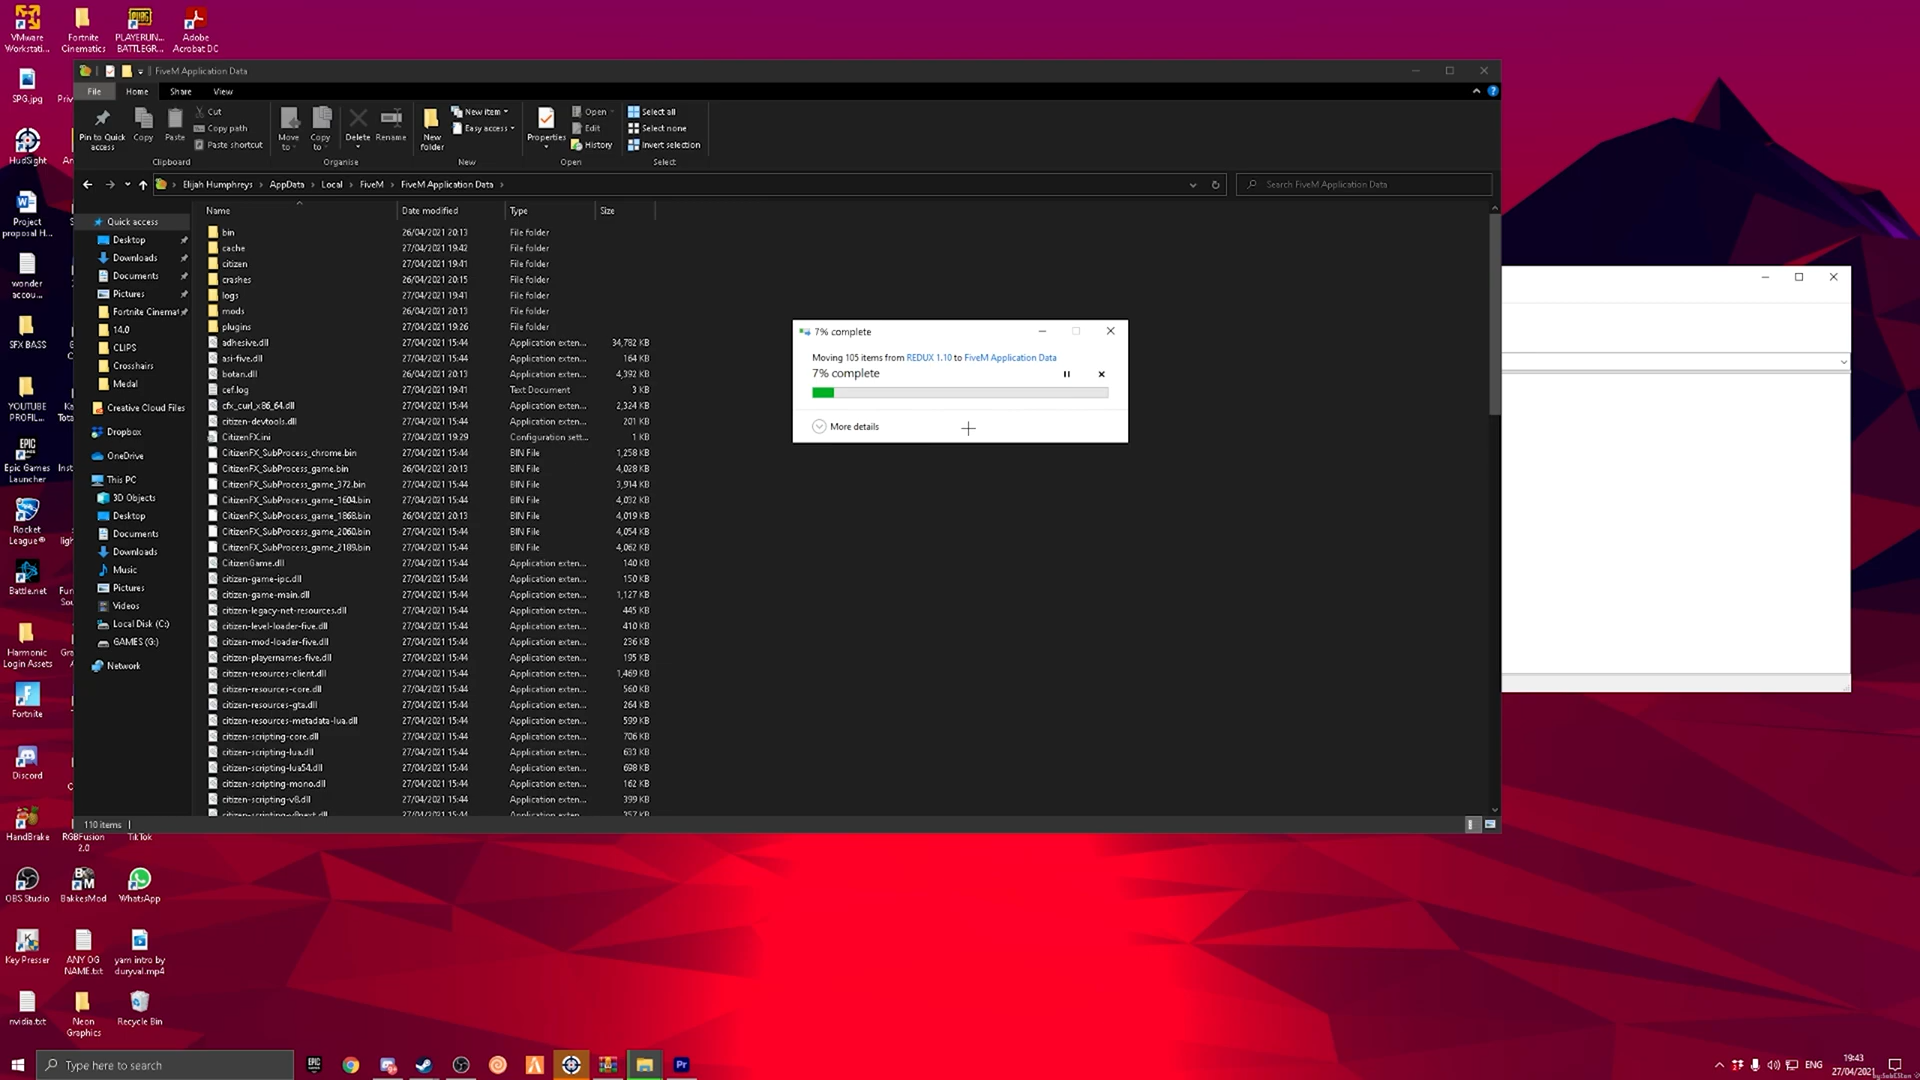 VMware
Workstati...
Fortnite
Cinematics
PLAYERUN...
BATTLEGR...
Adobe
Acrobat DC
SPG.jpg
Priv
HudSight
Project
proposal H...
wonder
accou...
SFX BASS
YOUTUBE
PROFIL...
Epic Games
Launcher
Inst
Rocket
League®
Battle.net
Harmonic
Login Assets
Fortnite
Discord
HandBrake
RGBFusion
2.0
TikTok
OBS Studio
BakkesMod
WhatsApp
Key Presser
ANY OG
NAME.txt
yarn intro by
duryval.mp4
nvidia.txt
Neon
Graphics
Recycle Bin
FiveM Application Data
File
Home
Share
View
Pin to Quick
access
Copy
Paste
Cut
Copy path
Paste shortcut
Clipboard
Move
to
Copy
to
Delete
Rename
Organise
New
folder
New item
Easy access
New
Properties
Open
Edit
History
Open
Select all
Select none
Invert selection
Select
Elijah Humphreys > AppData > Local > FiveM > FiveM Application Data >
Search FiveM Application Data
Quick access
Desktop
Downloads
Documents
Pictures
Fortnite Cinemat
14.0
CLIPS
Crosshairs
Medal
Creative Cloud Files
Dropbox
OneDrive
This PC
3D Objects
Desktop
Documents
Downloads
Music
Pictures
Videos
Local Disk (C:)
GAMES (G:)
Network
Name Date modified Type Size
bin 26/04/2021 20:13 File folder
cache 27/04/2021 19:42 File folder
citizen 27/04/2021 19:41 File folder
crashes 26/04/2021 20:15 File folder
logs 27/04/2021 19:41 File folder
mods 26/04/2021 20:13 File folder
plugins 27/04/2021 19:26 File folder
adhesive.dll 27/04/2021 15:44 Application exten... 34,782 KB
asi-five.dll 27/04/2021 15:44 Application exten... 164 KB
botan.dll 26/04/2021 20:13 Application exten... 4,392 KB
cef.log 27/04/2021 19:41 Text Document 3 KB
cfx_curl_x86_64.dll 27/04/2021 15:44 Application exten... 2,324 KB
citizen-devtools.dll 27/04/2021 15:44 Application exten... 201 KB
CitizenFX.ini 27/04/2021 19:29 Configuration sett... 1 KB
CitizenFX_SubProcess_chrome.bin 27/04/2021 15:44 BIN File 1,258 KB
CitizenFX_SubProcess_game.bin 26/04/2021 20:13 BIN File 4,028 KB
CitizenFX_SubProcess_game_372.bin 27/04/2021 15:44 BIN File 3,914 KB
CitizenFX_SubProcess_game_1604.bin 27/04/2021 15:44 BIN File 4,032 KB
CitizenFX_SubProcess_game_1868.bin 26/04/2021 20:13 BIN File 4,019 KB
CitizenFX_SubProcess_game_2060.bin 27/04/2021 15:44 BIN File 4,054 KB
CitizenFX_SubProcess_game_2189.bin 27/04/2021 15:44 BIN File 4,062 KB
CitizenGame.dll 27/04/2021 15:44 Application exten... 140 KB
citizen-game-ipc.dll 27/04/2021 15:44 Application exten... 150 KB
citizen-game-main.dll 27/04/2021 15:44 Application exten... 1,127 KB
citizen-legacy-net-resources.dll 27/04/2021 15:44 Application exten... 445 KB
citizen-level-loader-five.dll 27/04/2021 15:44 Application exten... 410 KB
citizen-mod-loader-five.dll 27/04/2021 15:44 Application exten... 236 KB
citizen-playernames-five.dll 27/04/2021 15:44 Application exten... 195 KB
citizen-resources-client.dll 27/04/2021 15:44 Application exten... 1,469 KB
citizen-resources-core.dll 27/04/2021 15:44 Application exten... 560 KB
citizen-resources-gta.dll 27/04/2021 15:44 Application exten... 264 KB
citizen-resources-metadata-lua.dll 27/04/2021 15:44 Application exten... 599 KB
citizen-scripting-core.dll 27/04/2021 15:44 Application exten... 706 KB
citizen-scripting-lua.dll 27/04/2021 15:44 Application exten... 633 KB
citizen-scripting-lua54.dll 27/04/2021 15:44 Application exten... 698 KB
citizen-scripting-mono.dll 27/04/2021 15:44 Application exten... 162 KB
citizen-scripting-v8.dll 27/04/2021 15:44 Application exten... 399 KB
110 items
7% complete
Moving 105 items from REDUX 1.10 to FiveM Application Data
7% complete
More details
Type here to search
EPIC
Pr
ENG
19:43
27/04/2021